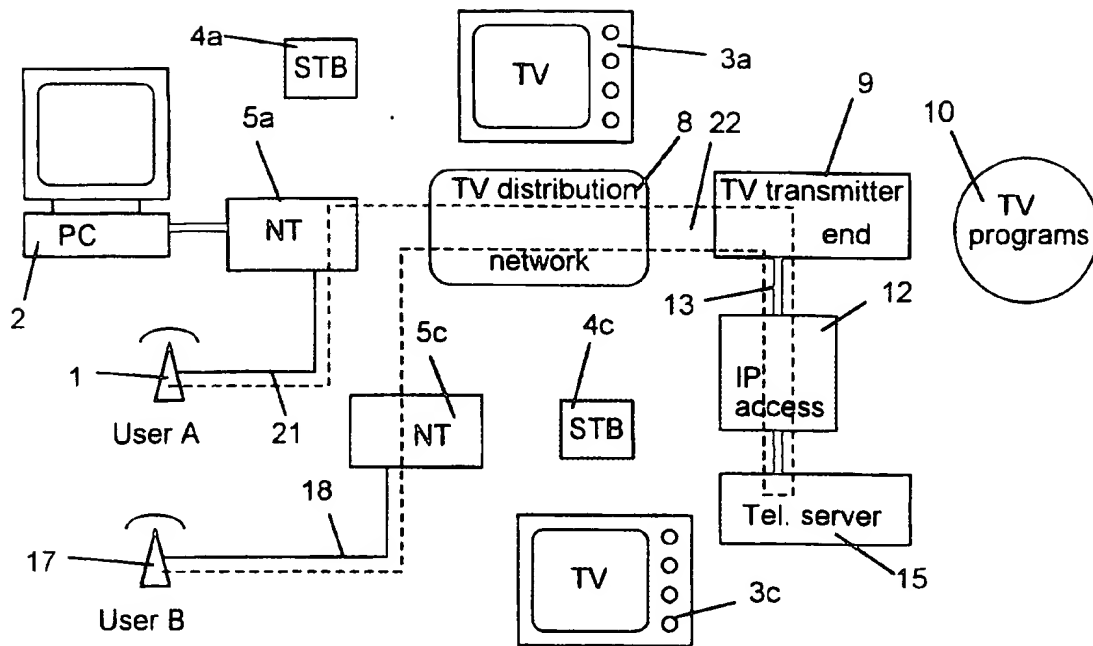 4a
STB
TV
3a
9
5a
8
22
10
TV distribution
TV transmitter
end
TV
programs
PC
NT
network
2
13
12
5c
4c
1
IP
access
User A
21
NT
STB
18
Tel. server
17
TV
15
3c
User B